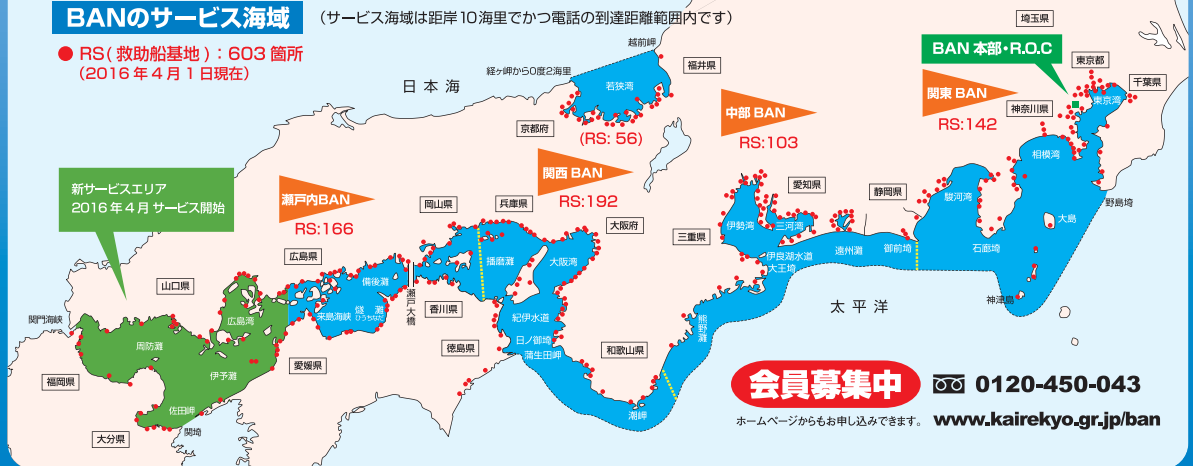 BANのサービス海域 （サービス海域は距岸10海里でかつ電話の到達距離範囲内です）
● RS(救助船基地)：603箇所
（2016年4月1日現在）
日本海
経ヶ岬から0度2海里
越前岬
福井県
若狭湾
京都府
(RS: 56)
埼玉県
BAN 本部・R.O.C
東京都
千葉県
神奈川県
東京湾
関東 BAN
RS:142
中部 BAN
RS:103
関西 BAN
RS:192
瀬戸内BAN
RS:166
新サービスエリア
2016年4月 サービス開始
相模湾
野島埼
大島
駿河湾
静岡県
石廊埼
神津島
愛知県
伊勢湾
三河湾
三重県
伊良湖水道
大王埼
遠州灘
御前埼
太平洋
熊野灘
岡山県
兵庫県
大阪府
播磨灘
大阪湾
広島県
備後灘
瀬戸大橋
香川県
来島海峡
燧灘
ひうちなだ
紀伊水道
日ノ御埼
蒲生田岬
徳島県
和歌山県
潮岬
山口県
広島湾
関門海峡
周防灘
伊予灘
愛媛県
福岡県
佐田岬
関埼
大分県
会員募集中 0120-450-043
ホームページからもお申し込みできます。 www.kairekyo.gr.jp/ban